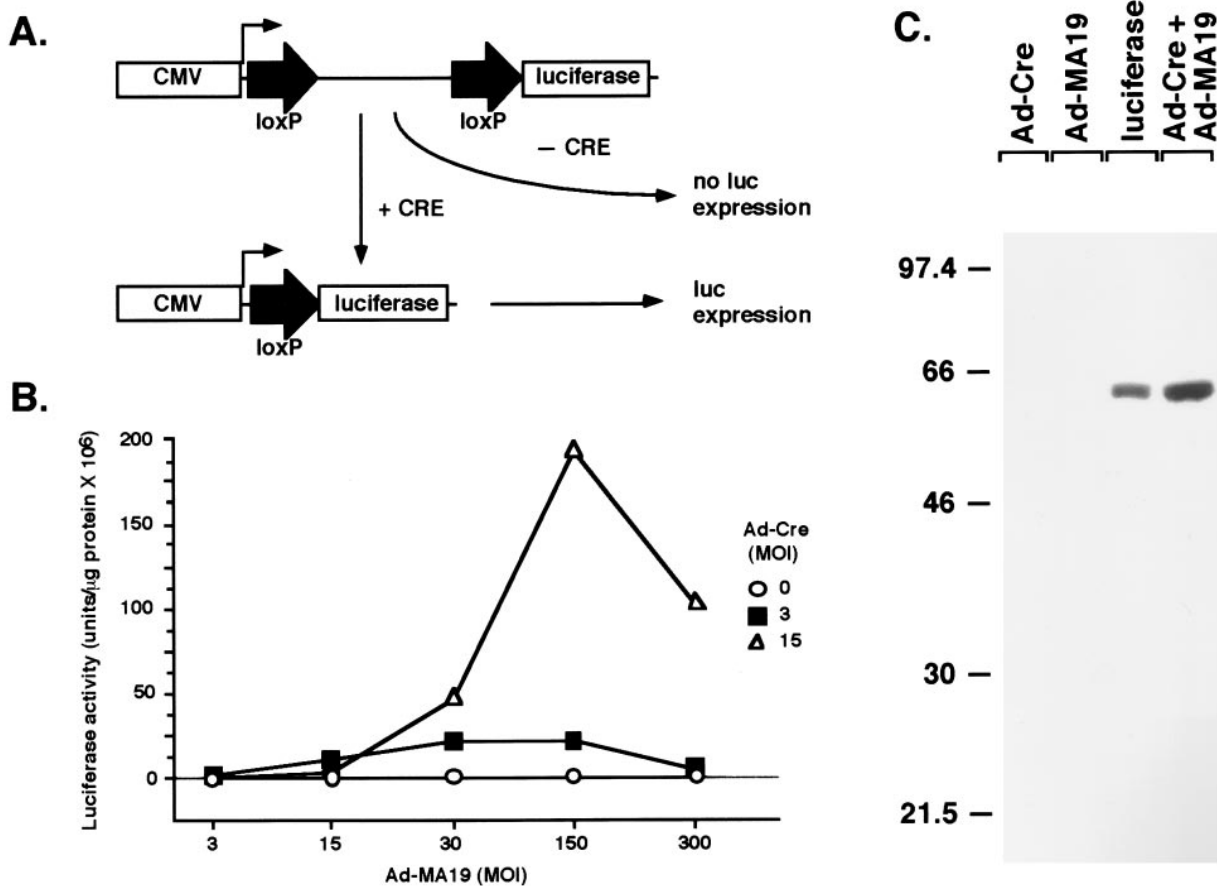 A.
CMV
luciferase
loxP
loxP
– CRE
+ CRE
no luc
expression
CMV
luciferase
loxP
luc
expression
B.
Luciferase activity (units/µg protein X 10⁶)
200
150
100
50
0
3
15
30
150
300
Ad-MA19 (MOI)
Ad-Cre
(MOI)
0
3
15
C.
Ad-Cre
Ad-MA19
luciferase
Ad-Cre +
Ad-MA19
97.4
66
46
30
21.5